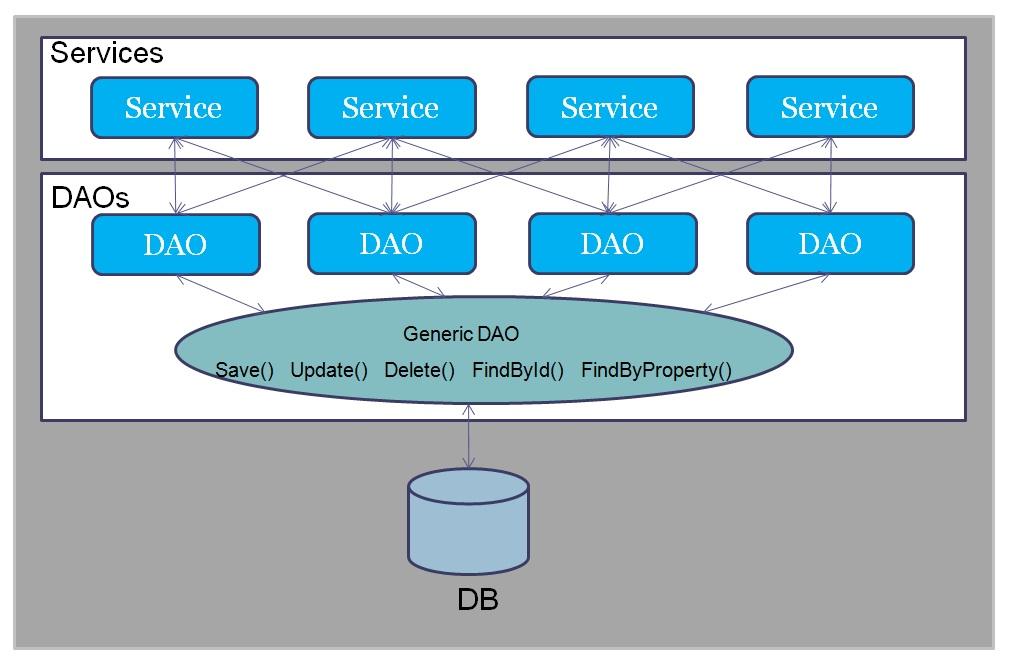 Services
Service Service Service Service
DAOs
DAO DAO DAO DAO
Generic DAO
Save() Update() Delete() FindById() FindByProperty()
DB